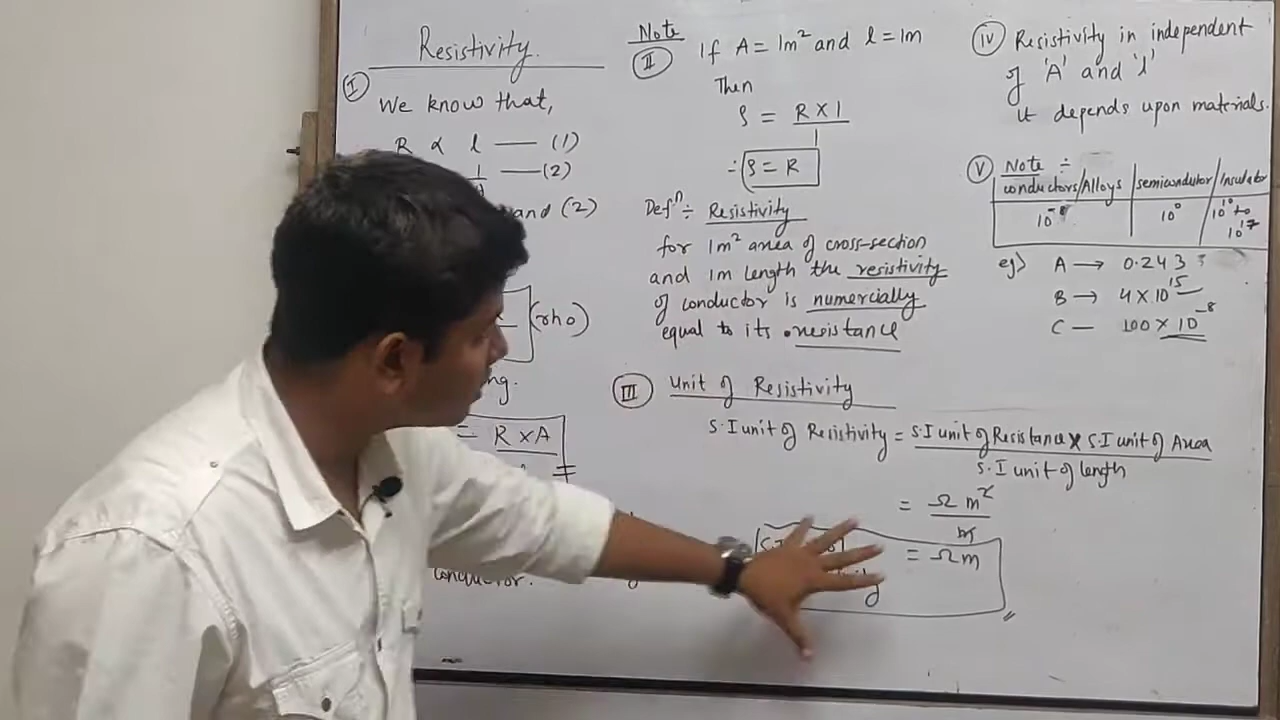 Resistivity.
I
We know that,
R ∝ l — (1)
— (2)
and (2)
(rho)
= R × A
conductor.
Note
II If A = 1m² and l = 1m
Then
ρ = R × 1
1
∴ ρ = R
Defⁿ ÷ Resistivity
for 1m² area of cross-section
and 1m length the resistivity
of conductor is numercially
equal to its resistance
III Unit of Resistivity
S.I unit of Resistivity = S.I unit of Resistance × S.I unit of Area
S.I unit of length
= Ω m²
m
= Ωm
IV Resistivity in independent
of 'A' and 'l'
it depends upon materials.
V Note ÷
conductors/Alloys | semicondutor | Insulator
10⁰
10¹⁰ to
10¹⁷
eg) A → 0.243
B → 4 × 10¹⁵
C — 100 × 10⁻⁸